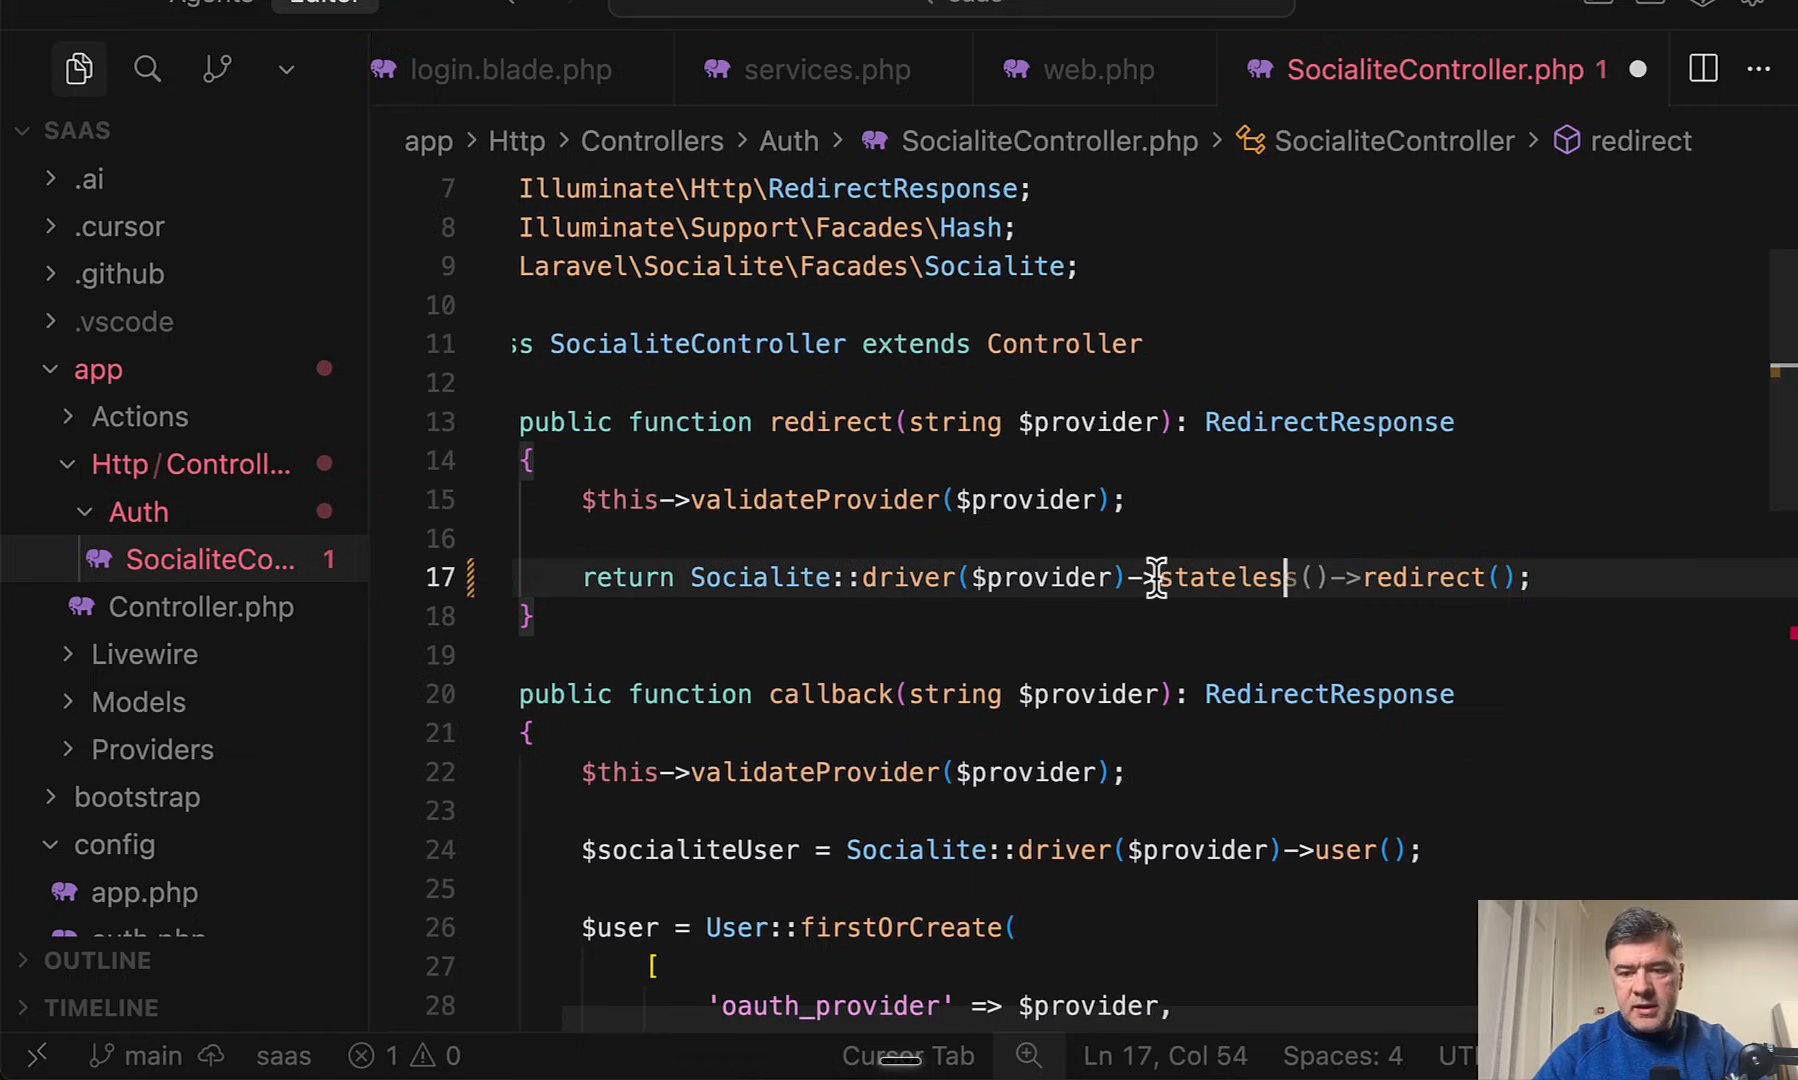 login.blade.php
services.php
web.php
SocialiteController.php 1
SAAS
app > Http > Controllers > Auth > SocialiteController.php > SocialiteController > redirect
.ai
.cursor
.github
.vscode
app
Actions
Http/Controll...
Auth
SocialiteCo... 1
Controller.php
Livewire
Models
Providers
bootstrap
config
app.php
OUTLINE
TIMELINE
7 Illuminate\Http\RedirectResponse;
8 Illuminate\Support\Facades\Hash;
9 Laravel\Socialite\Facades\Socialite;
10
11 ss SocialiteController extends Controller
12
13 public function redirect(string $provider): RedirectResponse
14 {
15 $this->validateProvider($provider);
16
17 return Socialite::driver($provider)->stateless()->redirect();
18 }
19
20 public function callback(string $provider): RedirectResponse
21 {
22 $this->validateProvider($provider);
23
24 $socialiteUser = Socialite::driver($provider)->user();
25
26 $user = User::firstOrCreate(
27 [
28 'oauth_provider' => $provider,
main
saas
1 0
Cursor Tab
Ln 17, Col 54
Spaces: 4